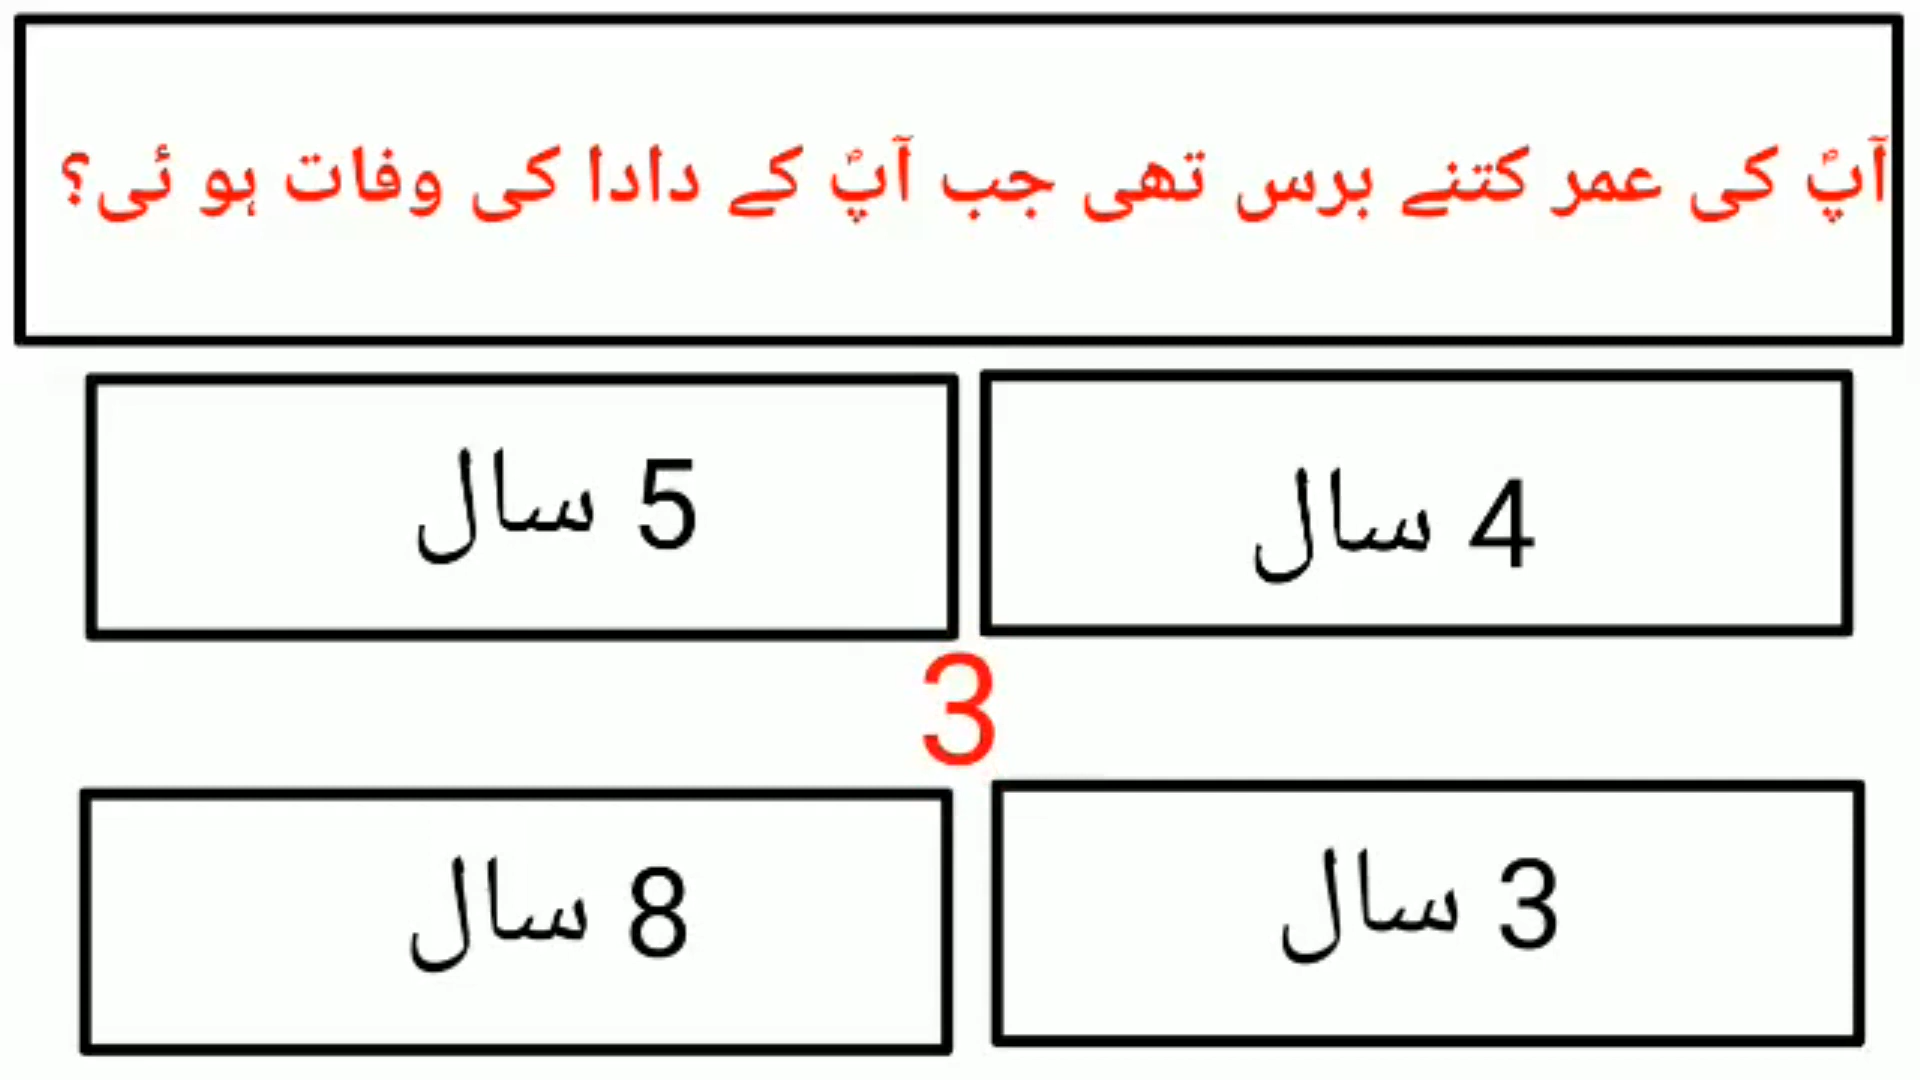 آپؐ کی عمر کتنے برس تھی جب آپؐ کے دادا کی وفات ہو ئی؟
4 سال
5 سال
3
3 سال
8 سال